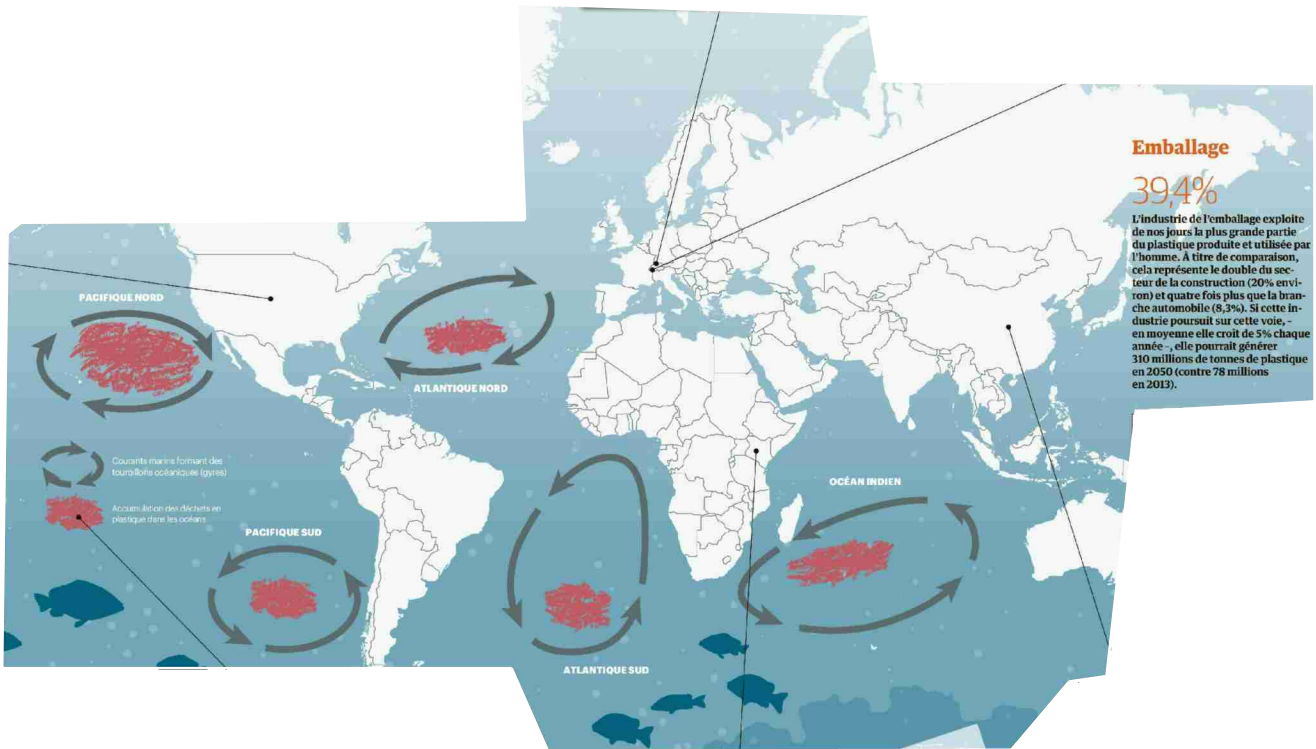 Emballage
39,4%
L'industrie de l'emballage exploite
de nos jours la plus grande partie
du plastique produite et utilisée par
l'homme. À titre de comparaison,
cela représente le double du sec-
teur de la construction (20% envi-
ron) et quatre fois plus que la bran-
che automobile (8,3%). Si cette in-
dustrie poursuit sur cette voie, –
en moyenne elle croît de 5% chaque
année –, elle pourrait générer
310 millions de tonnes de plastique
en 2050 (contre 78 millions
en 2013).
PACIFIQUE NORD
ATLANTIQUE NORD
Courants marins formant des
tourbillons océaniques (gyres)
Accumulation des déchets en
plastique dans les océans
OCÉAN INDIEN
PACIFIQUE SUD
ATLANTIQUE SUD